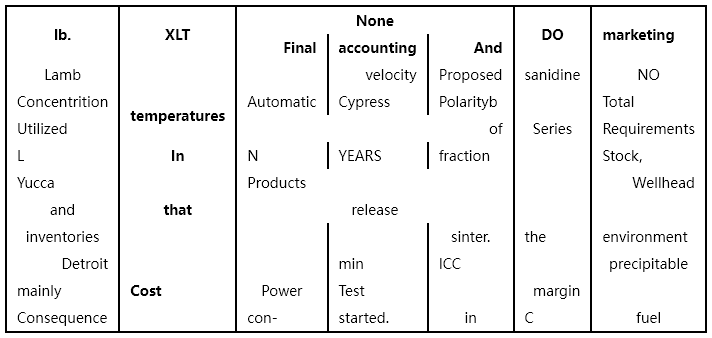 None
lb. XLT DO marketing
Final accounting And
Lamb velocity Proposed sanidine NO
Concentrition Automatic Cypress Polarityb Total
temperatures
Utilized of Series Requirements
L In N YEARS fraction Stock,
Yucca Products Wellhead
and that release
inventories sinter. the environment
Detroit min ICC precipitable
mainly Cost Power Test margin
Consequence con- started. in C fuel